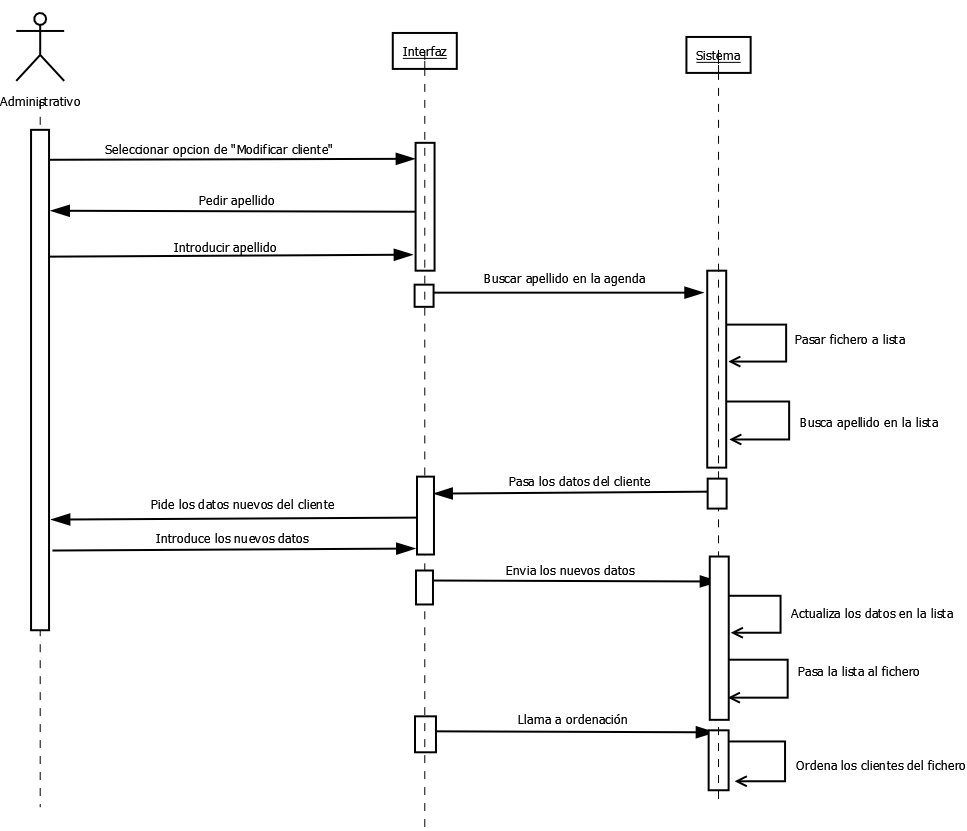 Interfaz
Sistema
Administrativo
Seleccionar opcion de "Modificar cliente"
Pedir apellido
Introducir apellido
Buscar apellido en la agenda
Pasar fichero a lista
Busca apellido en la lista
Pasa los datos del cliente
Pide los datos nuevos del cliente
Introduce los nuevos datos
Envia los nuevos datos
Actualiza los datos en la lista
Pasa la lista al fichero
Llama a ordenación
Ordena los clientes del fichero